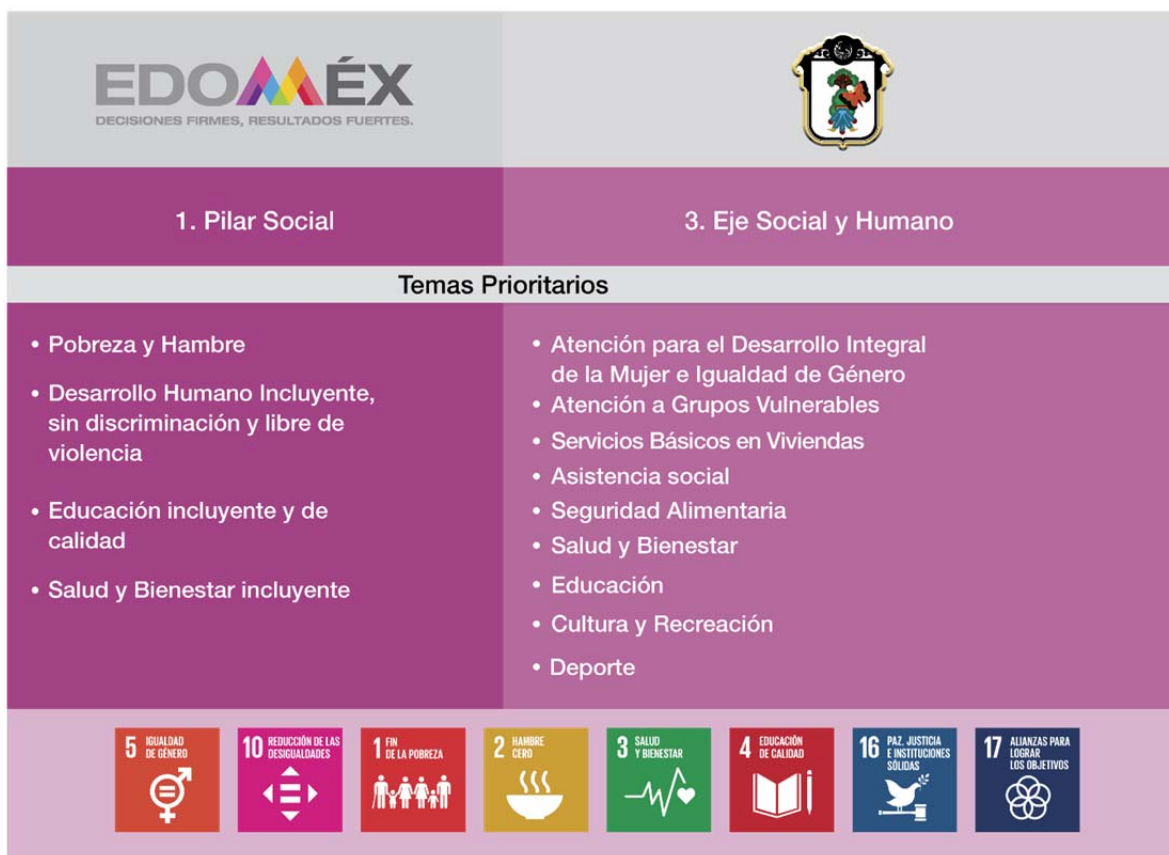 EDOMÉX
DECISIONES FIRMES, RESULTADOS FUERTES.
1. Pilar Social
3. Eje Social y Humano
Temas Prioritarios
• Pobreza y Hambre
• Desarrollo Humano Incluyente,
sin discriminación y libre de
violencia
• Educación incluyente y de
calidad
• Salud y Bienestar incluyente
• Atención para el Desarrollo Integral
de la Mujer e Igualdad de Género
• Atención a Grupos Vulnerables
• Servicios Básicos en Viviendas
• Asistencia social
• Seguridad Alimentaria
• Salud y Bienestar
• Educación
• Cultura y Recreación
• Deporte
5 IGUALDAD
DE GÉNERO
10 REDUCCIÓN DE LAS
DESIGUALDADES
1 FIN
DE LA POBREZA
2 HAMBRE
CERO
3 SALUD
Y BIENESTAR
4 EDUCACIÓN
DE CALIDAD
16 PAZ, JUSTICIA
E INSTITUCIONES
SÓLIDAS
17 ALIANZAS PARA
LOGRAR
LOS OBJETIVOS